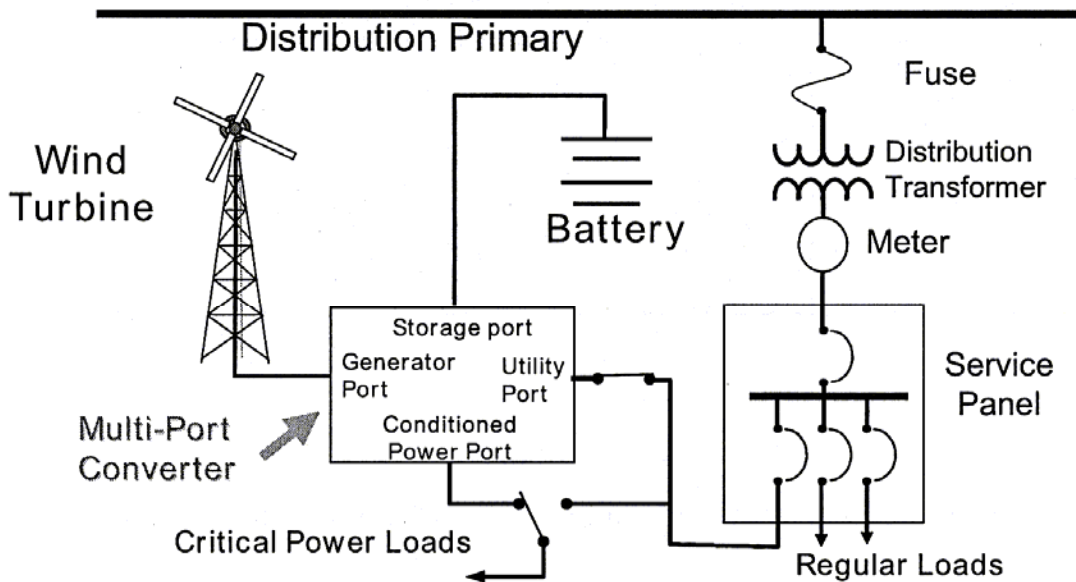 Distribution Primary
Fuse
Distribution
Transformer
Wind
Turbine
Battery
Meter
Storage port
Generator
Port
Utility
Port
Conditioned
Power Port
Service
Panel
Multi-Port
Converter
Critical Power Loads
Regular Loads